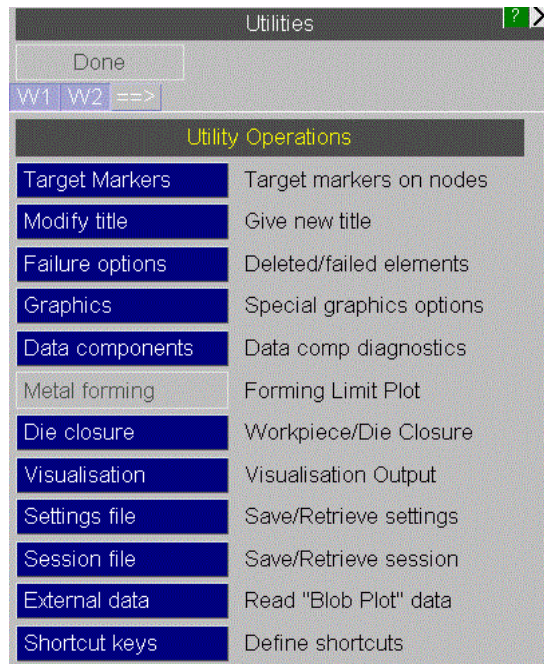 Utilities ?
Done
W1 W2 ==>
Utility Operations
Target Markers Target markers on nodes
Modify title Give new title
Failure options Deleted/failed elements
Graphics Special graphics options
Data components Data comp diagnostics
Metal forming Forming Limit Plot
Die closure Workpiece/Die Closure
Visualisation Visualisation Output
Settings file Save/Retrieve settings
Session file Save/Retrieve session
External data Read "Blob Plot" data
Shortcut keys Define shortcuts